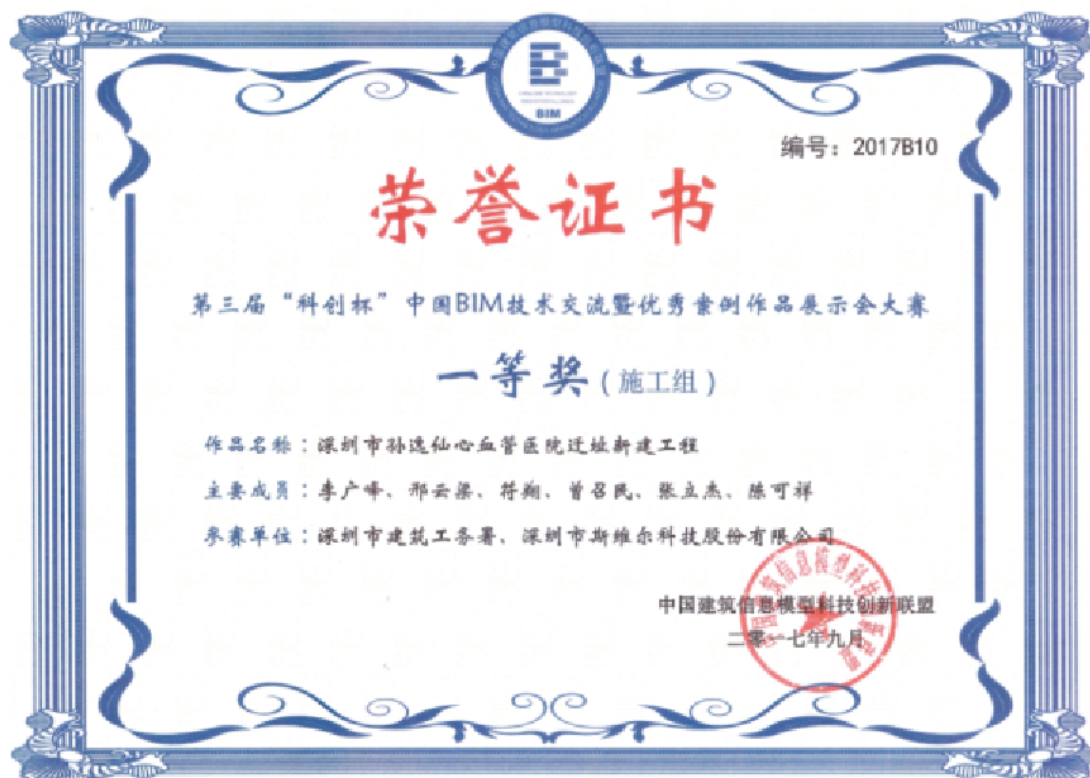 BIM
编号：2017B10
荣誉证书
第三届“科创杯”中国BIM技术交流暨优秀案例作品展示会大赛
一等奖（施工组）
作品名称：深圳市孙逸仙心血管医院迁址新建工程
主要成员：李广峰、邢云梁、符翔、曾召民、张立杰、陈可祥
参赛单位：深圳市建筑工务署、深圳市斯维尔科技股份有限公司
中国建筑信息模型科技创新联盟
二零一七年九月